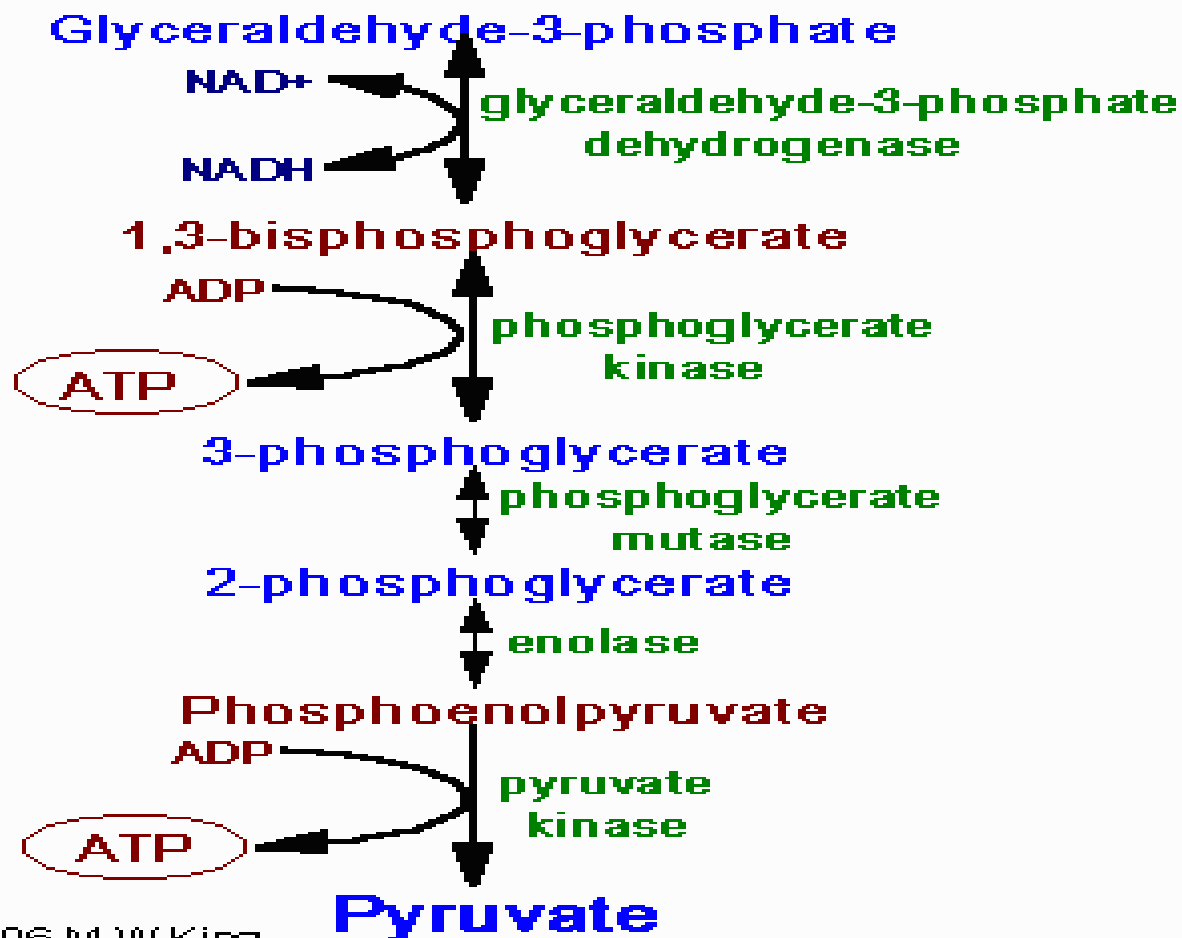 Glyceraldehyde-3-phosphate
NAD+
glyceraldehyde-3-phosphate
dehydrogenase
NADH
1,3-bisphosphoglycerate
ADP
phosphoglycerate
kinase
ATP
3-phosphoglycerate
phosphoglycerate
mutase
2-phosphoglycerate
enolase
Phosphoenolpyruvate
ADP
pyruvate
kinase
ATP
Pyruvate
King